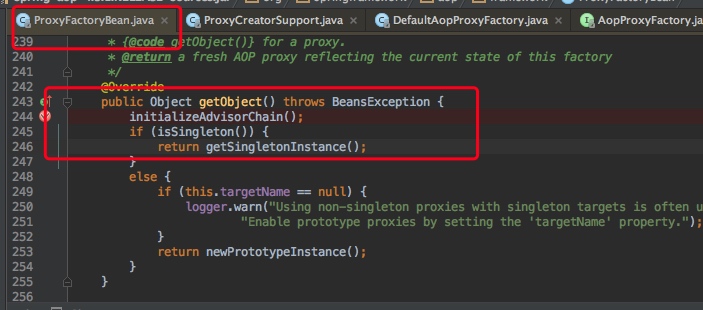 ProxyFactoryBean.java × ProxyCreatorSupport.java × DefaultAopProxyFactory.java × AopProxyFactory.ja
239 * {@code getObject()} for a proxy.
240 * @return a fresh AOP proxy reflecting the current state of this factory
241 */
242 @Override
243 public Object getObject() throws BeansException {
244 initializeAdvisorChain();
245 if (isSingleton()) {
246 return getSingletonInstance();
247 }
248 else {
249 if (this.targetName == null) {
250 logger.warn("Using non-singleton proxies with singleton targets is often u
251 "Enable prototype proxies by setting the 'targetName' property.");
252 }
253 return newPrototypeInstance();
254 }
255 }
256